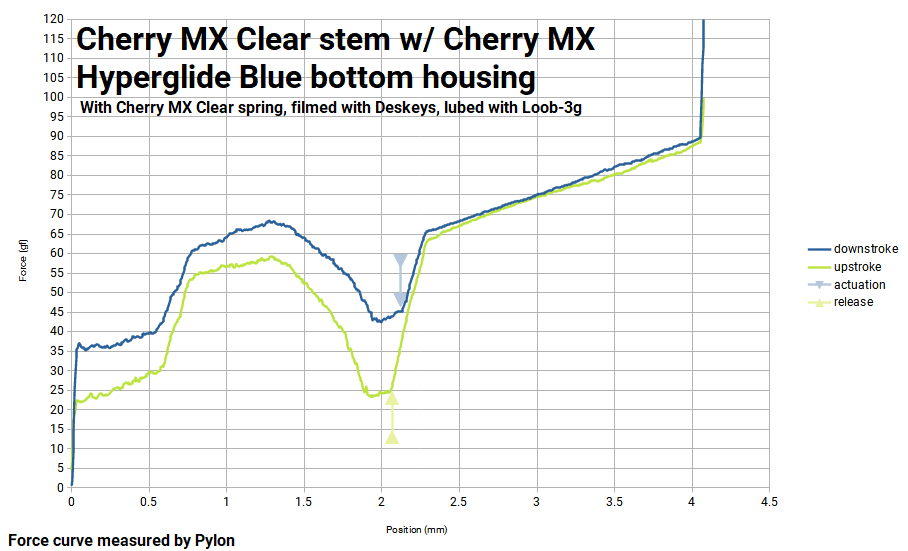 Cherry MX Clear stem w/ Cherry MX
Hyperglide Blue bottom housing
With Cherry MX Clear spring, filmed with Deskeys, lubed with Loob-3g
120
115
110
105
100
95
90
85
80
75
70
65
60
55
50
45
40
35
30
25
20
15
10
5
0
Force (gf)
0 0.5 1 1.5 2 2.5 3 3.5 4 4.5
Position (mm)
downstroke
upstroke
actuation
release
Force curve measured by Pylon